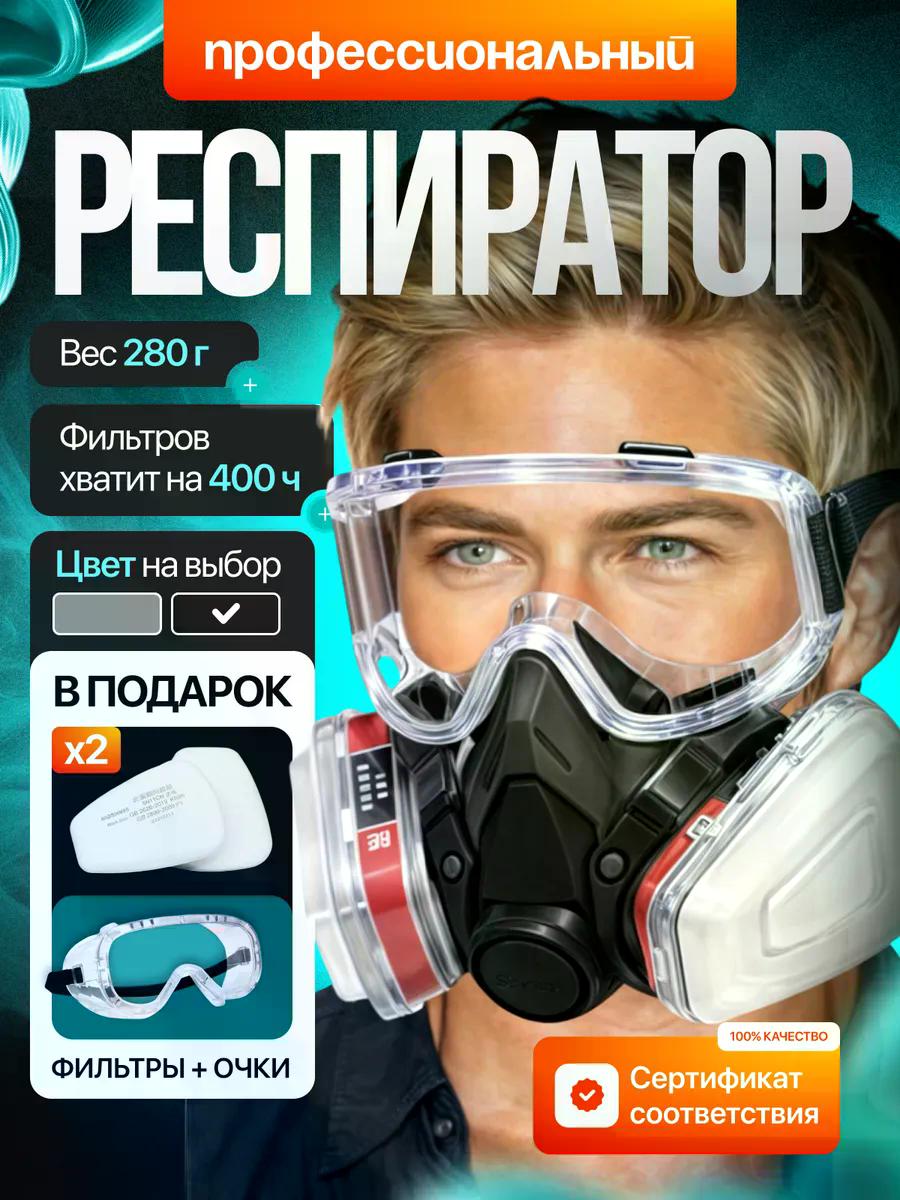 профессиональный
РЕСПИРАТОР
Вес 280 г
Фильтров
хватит на 400 ч
Цвет на выбор
В ПОДАРОК
x2
ФИЛЬТРЫ + ОЧКИ
100% КАЧЕСТВО
Сертификат
соответствия